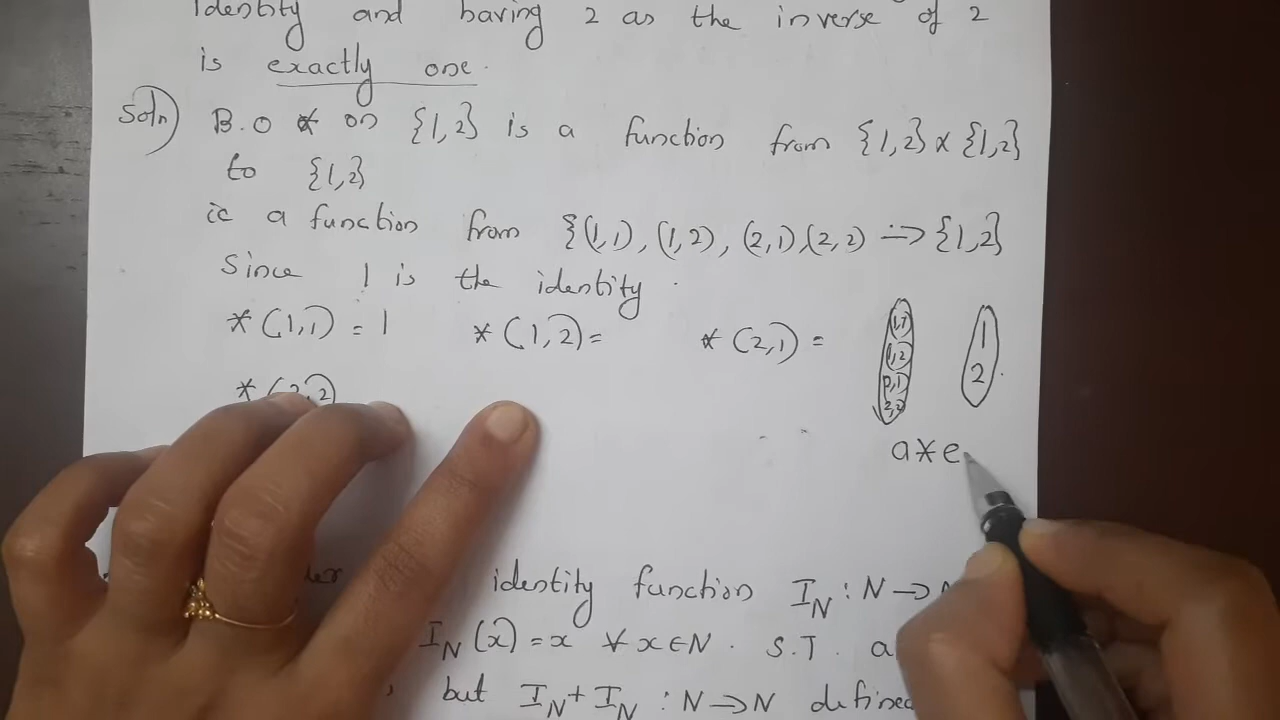 identity and having 2 as the inverse of 2
is exactly one.
Soln) B.O * on {1,2} is a function from {1,2} x {1,2}
to {1,2}
ie a function from {(1,1), (1,2), (2,1),(2,2) → {1,2}
Since 1 is the identity.
*(1,1) = 1 *(1,2) = *(2,1) =
1,1
1,2
2,1
2,2
1
2
*(2,2)
a*e
identity function I_N : N →
I_N(x) = x ∀ x ∈ N . S.T
but I_N + I_N : N → N defined